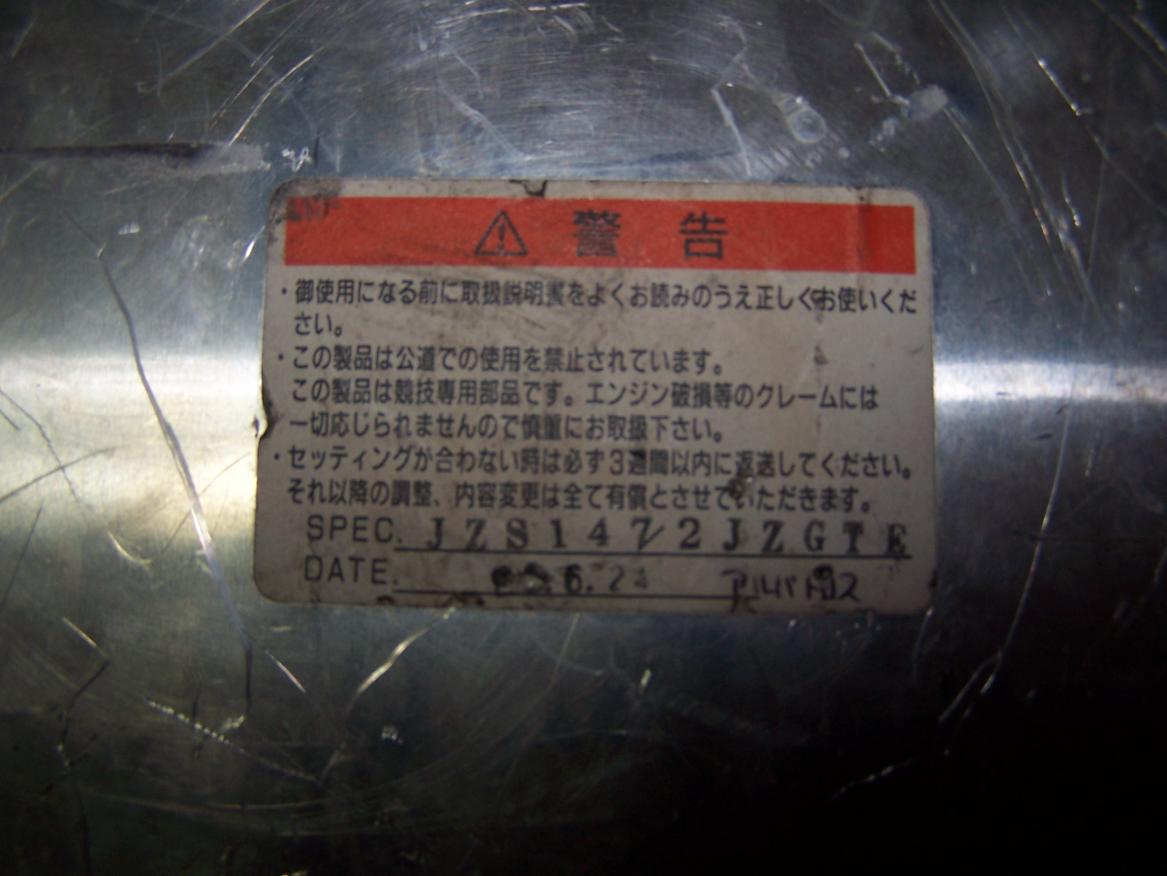 ⚠ 警告
・御使用になる前に取扱説明書をよくお読みのうえ正しくお使いくだ
さい。
・この製品は公道での使用を禁止されています。
この製品は競技専用部品です。エンジン破損等のクレームには
一切応じられませんので慎重にお取扱下さい。
・セッティングが合わない時は必ず3週間以内に返送してください。
それ以降の調整、内容変更は全て有償とさせていただきます。
SPEC. JZS147/2JZGTE
DATE. 6.24 アルバトロス